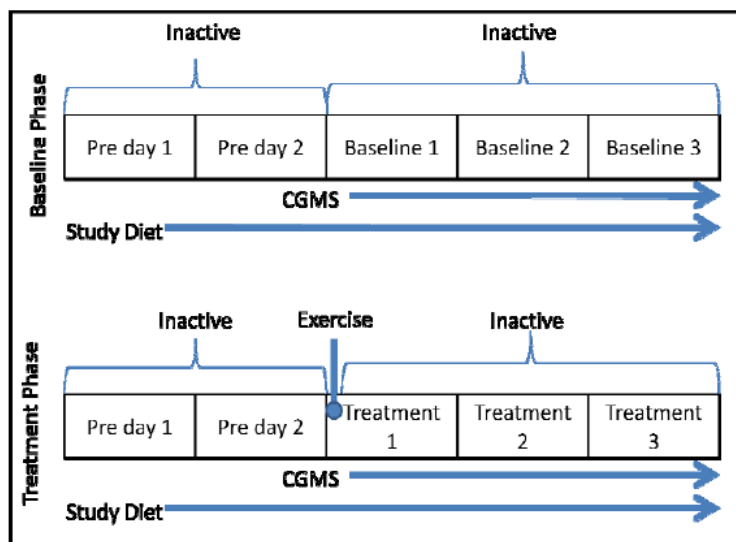 Inactive Inactive
Baseline Phase
Pre day 1 Pre day 2 Baseline 1 Baseline 2 Baseline 3
CGMS
Study Diet
Inactive Exercise Inactive
Treatment Phase
Pre day 1 Pre day 2 Treatment 1 Treatment 2 Treatment 3
CGMS
Study Diet